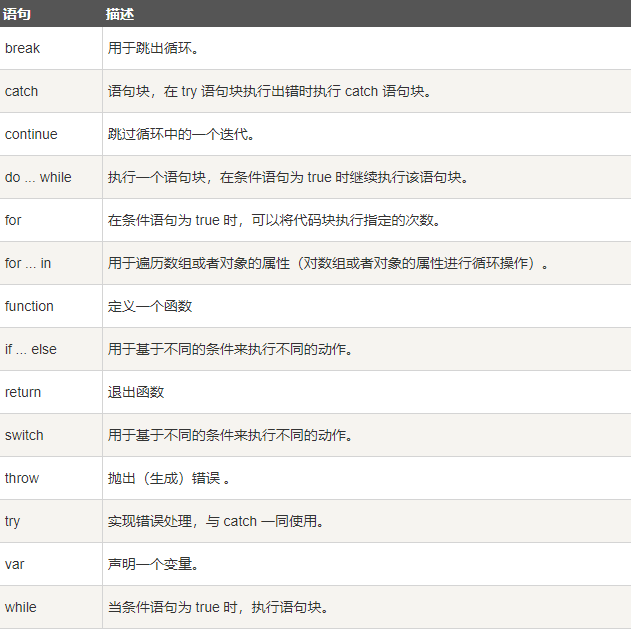 语句 描述
break 用于跳出循环。
catch 语句块，在 try 语句块执行出错时执行 catch 语句块。
continue 跳过循环中的一个迭代。
do ... while 执行一个语句块，在条件语句为 true 时继续执行该语句块。
for 在条件语句为 true 时，可以将代码块执行指定的次数。
for ... in 用于遍历数组或者对象的属性（对数组或者对象的属性进行循环操作）。
function 定义一个函数
if ... else 用于基于不同的条件来执行不同的动作。
return 退出函数
switch 用于基于不同的条件来执行不同的动作。
throw 抛出（生成）错误 。
try 实现错误处理，与 catch 一同使用。
var 声明一个变量。
while 当条件语句为 true 时，执行语句块。